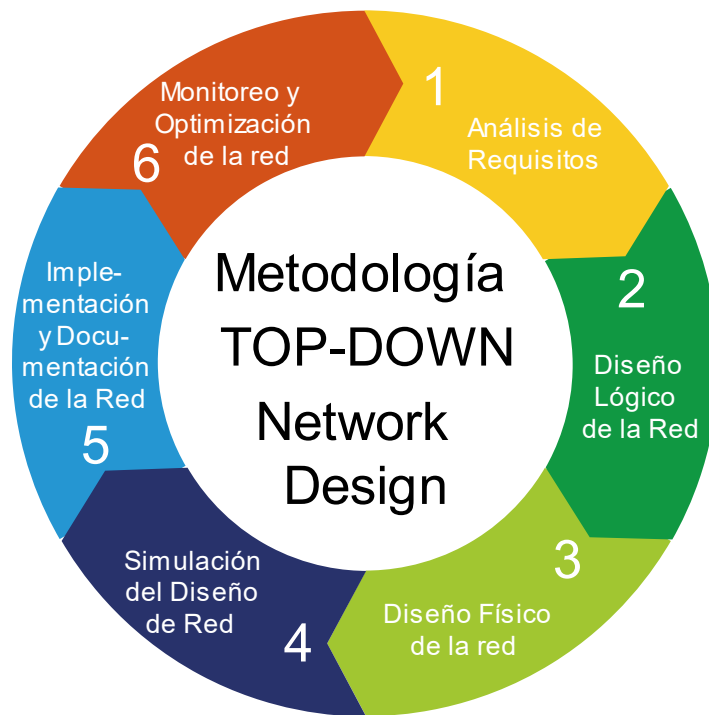 1
Análisis de
Requisitos
2
Diseño
Lógico
de la Red
3
Diseño Físico
de la red
4
Simulación
del Diseño
de Red
5
Imple-
mentación
y Docu-
mentación
de la Red
6
Monitoreo y
Optimización
de la red
Metodología
TOP-DOWN
Network
Design